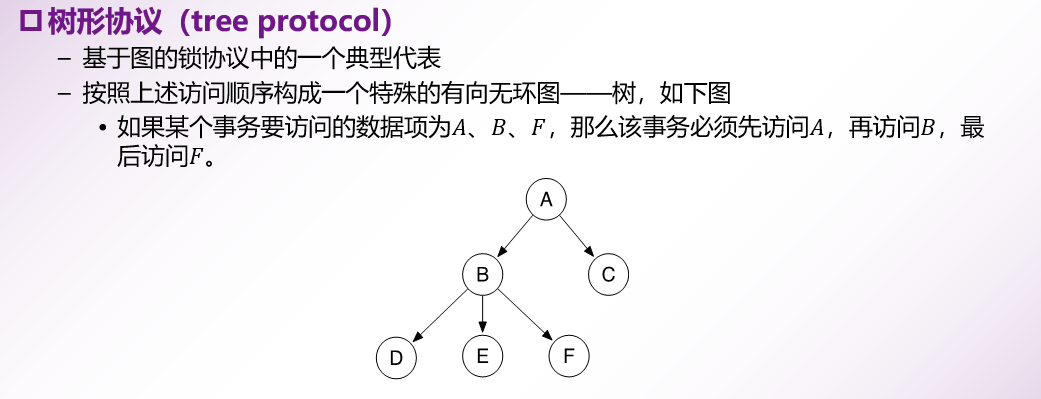 树形协议（tree protocol）
– 基于图的锁协议中的一个典型代表
– 按照上述访问顺序构成一个特殊的有向无环图——树，如下图
• 如果某个事务要访问的数据项为A、B、F，那么该事务必须先访问A，再访问B，最
后访问F。
A
B
C
D
E
F